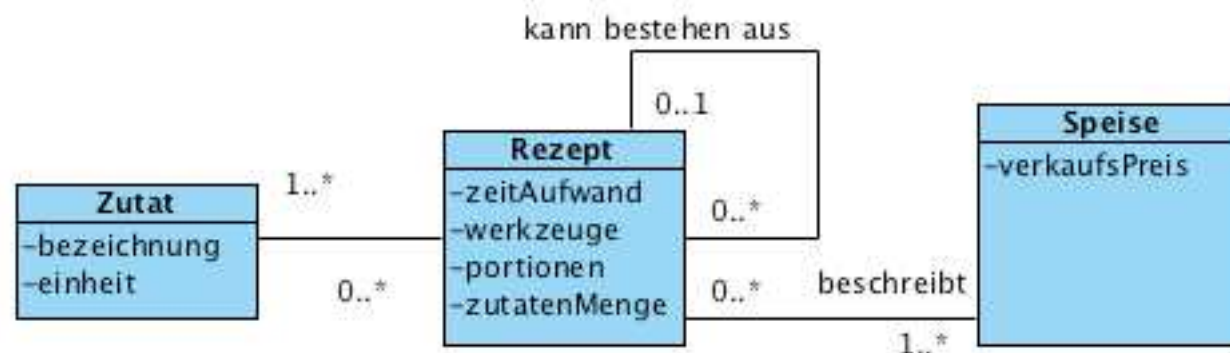 kann bestehen aus
0..1
Speise
-verkaufsPreis
Rezept
-zeitAufwand
-werkzeuge
-portionen
-zutatenMenge
1..*
Zutat
-bezeichnung
-einheit
0..*
0..*
0..*
beschreibt
1..*